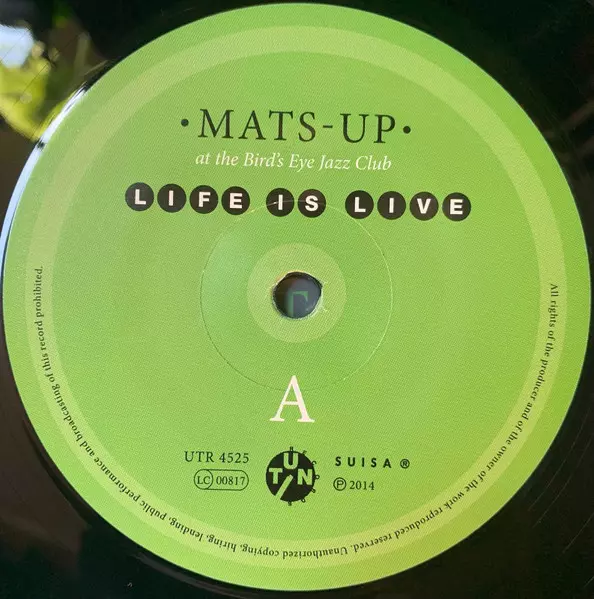 • MATS-UP •
at the Bird's Eye Jazz Club
LIFE IS LIVE
A
UTR 4525
LC 00817
UTN
SUISA ®
℗ 2014
All rights of the producer and of the owner of the work reproduced reserved. Unauthorized copying, hiring, lending, public performance and broadcasting of this record prohibited.